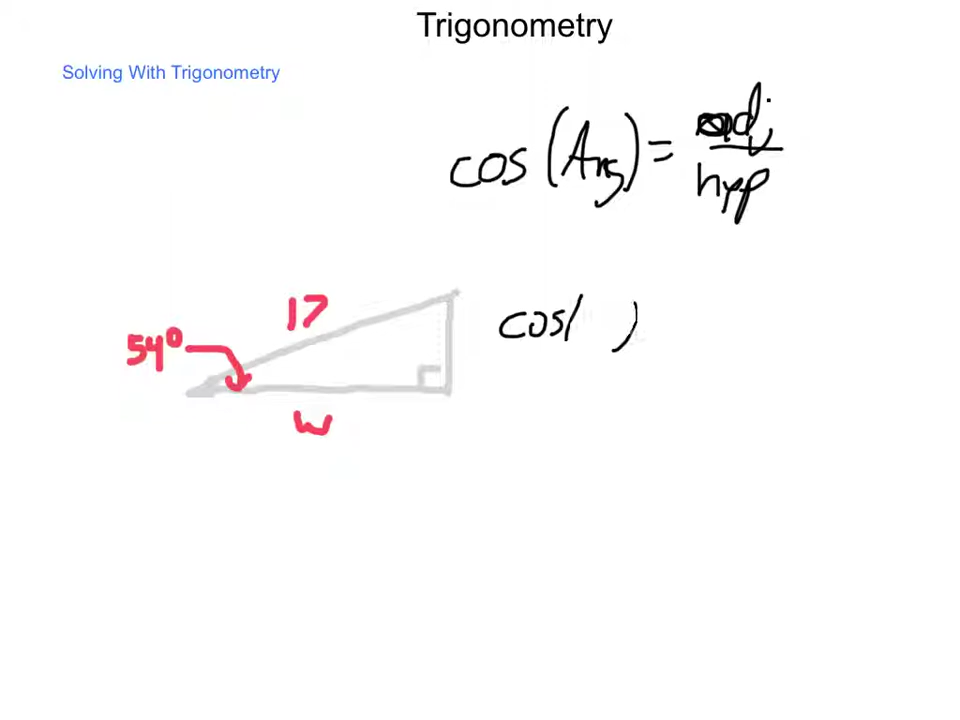 Trigonometry
Solving With Trigonometry
cos (Ang) = adj
hyp
17
54°
cos( )
w